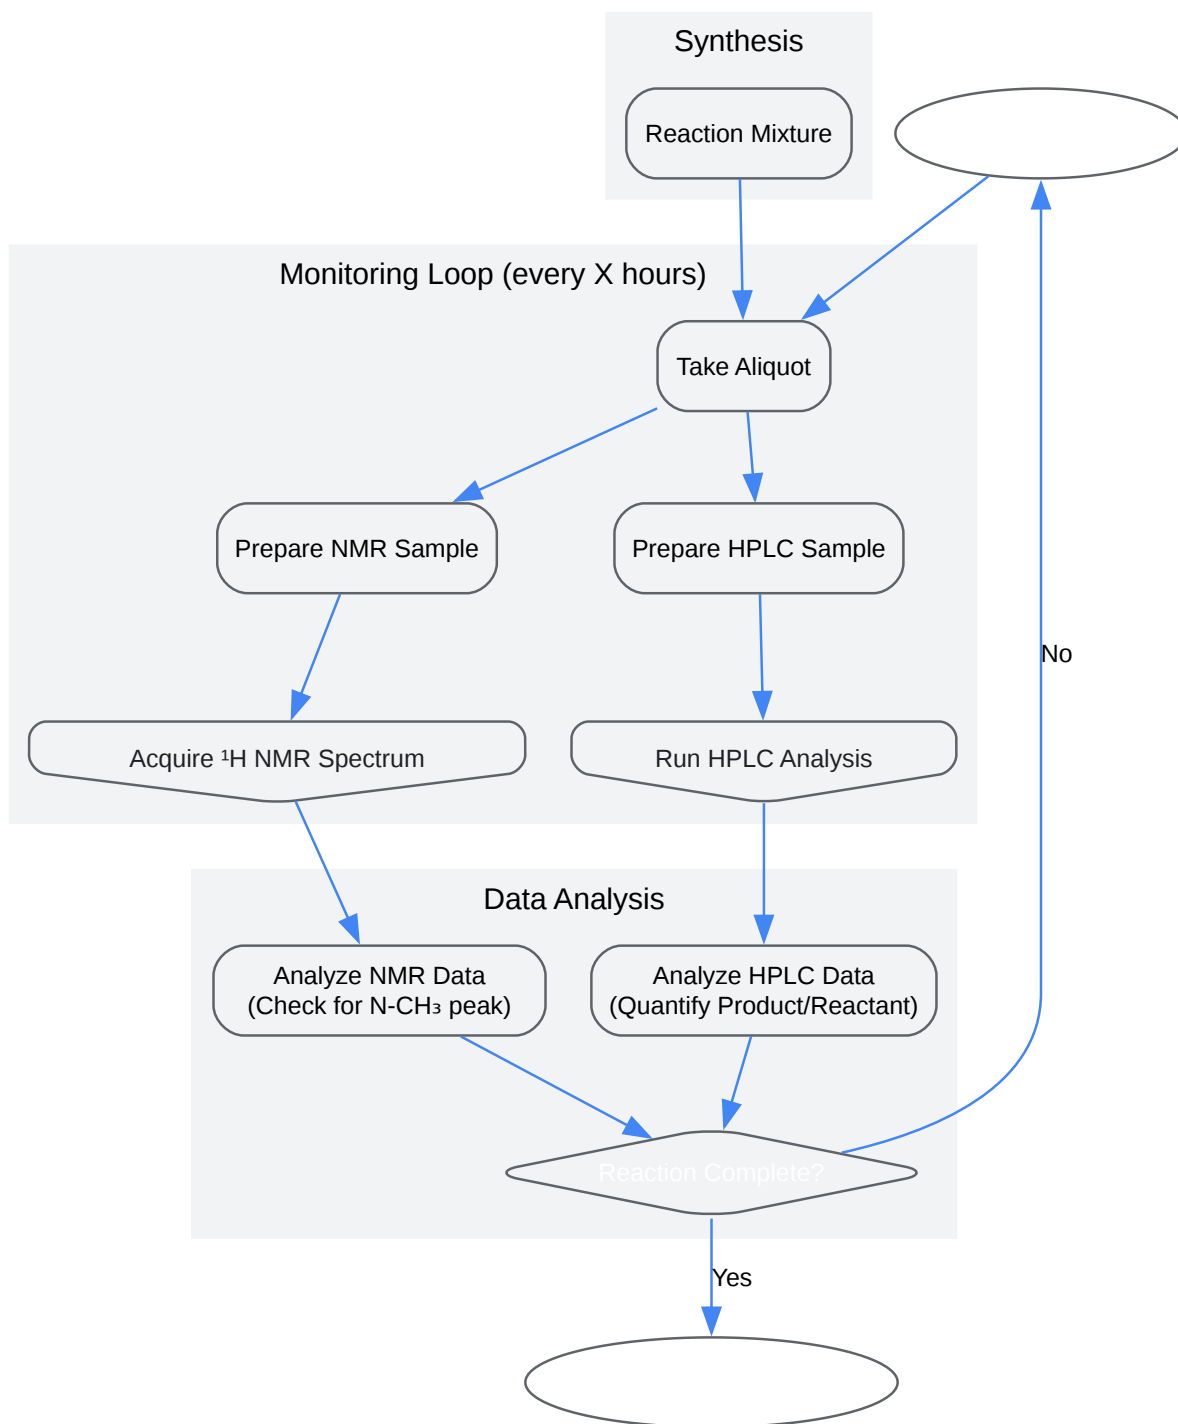 Synthesis
Reaction Mixture
Monitoring Loop (every X hours)
Take Aliquot
Prepare NMR Sample
Prepare HPLC Sample
No
Acquire ¹H NMR Spectrum
Run HPLC Analysis
Data Analysis
Analyze NMR Data
(Check for N-CH₃ peak)
Analyze HPLC Data
(Quantify Product/Reactant)
Reaction Complete?
Yes